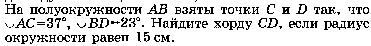 На полуокружности AB взяты точки C и D так, что
◡AC=37°, ◡BD=23°. Найдите хорду CD, если радиус
окружности равен 15 см.